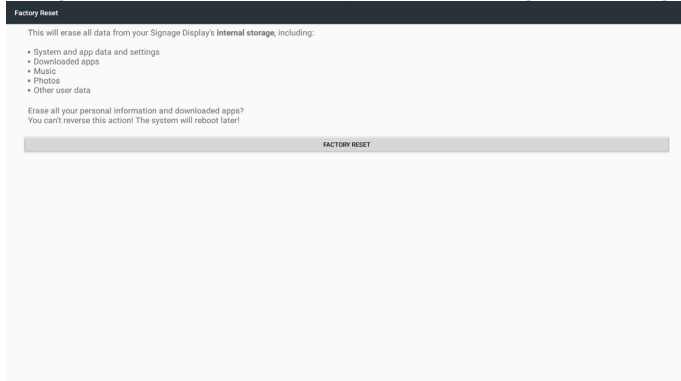 Factory Reset
This will erase all data from your Signage Display's internal storage, including:
• System and app data and settings
• Downloaded apps
• Music
• Photos
• Other user data
Erase all your personal information and downloaded apps?
You can't reverse this action! The system will reboot later!
FACTORY RESET